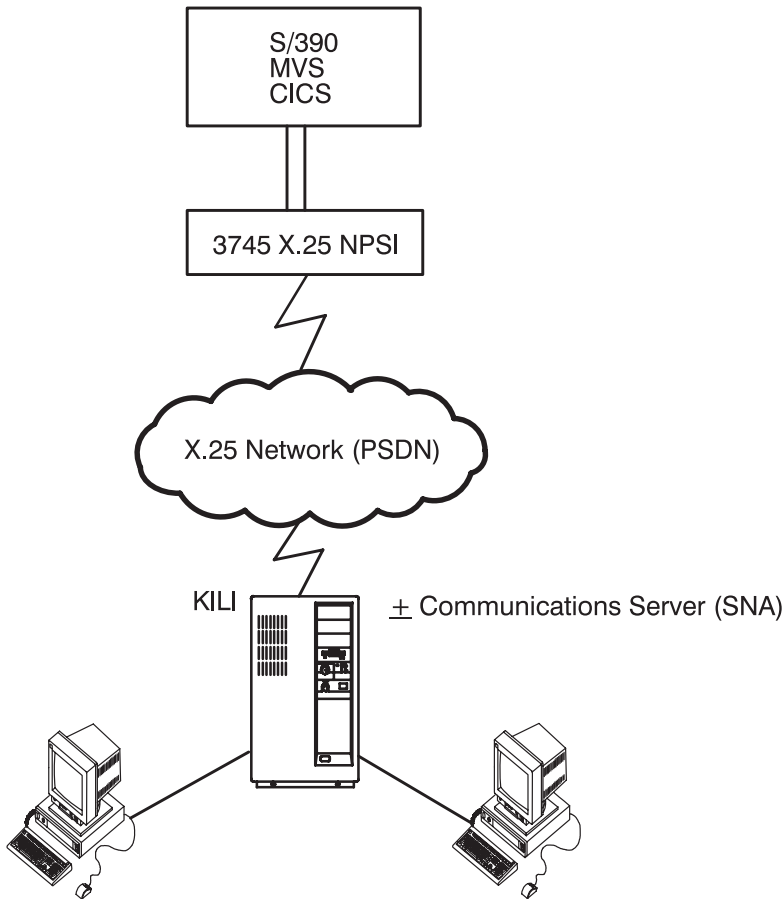 S/390
MVS
CICS
3745 X.25 NPSI
X.25 Network (PSDN)
KILI
+ Communications Server (SNA)